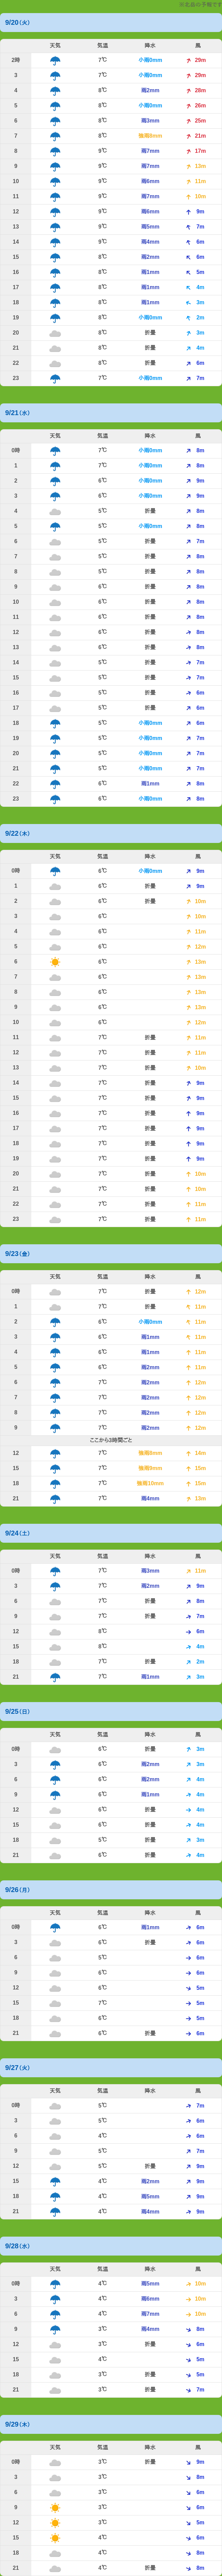 9/20(火)
天気 気温 降水 風
2時 7℃ 小雨0mm 29m
3 7℃ 小雨0mm 29m
4 8℃ 雨2mm 28m
5 8℃ 小雨0mm 26m
6 8℃ 雨3mm 25m
7 8℃ 強雨8mm 21m
8 9℃ 雨7mm 17m
9 9℃ 雨7mm 13m
10 9℃ 雨6mm 11m
11 9℃ 雨7mm 10m
12 9℃ 雨6mm 9m
13 9℃ 雨5mm 7m
14 9℃ 雨4mm 6m
15 8℃ 雨2mm 6m
16 8℃ 雨1mm 5m
17 8℃ 雨1mm 4m
18 8℃ 雨1mm 3m
19 8℃ 小雨0mm 2m
20 8℃ 折曇 3m
21 8℃ 折曇 4m
22 8℃ 折曇 6m
23 7℃ 小雨0mm 7m
9/21(水)
天気 気温 降水 風
0時 7℃ 小雨0mm 8m
1 7℃ 小雨0mm 8m
2 6℃ 小雨0mm 9m
3 6℃ 小雨0mm 9m
4 5℃ 折曇 8m
5 5℃ 小雨0mm 8m
6 5℃ 折曇 7m
7 5℃ 折曇 8m
8 5℃ 折曇 8m
9 6℃ 折曇 8m
10 6℃ 折曇 8m
11 6℃ 折曇 8m
12 6℃ 折曇 8m
13 6℃ 折曇 8m
14 5℃ 折曇 7m
15 5℃ 折曇 7m
16 5℃ 折曇 6m
17 5℃ 折曇 6m
18 5℃ 小雨0mm 6m
19 5℃ 小雨0mm 7m
20 5℃ 小雨0mm 7m
21 5℃ 小雨0mm 7m
22 6℃ 雨1mm 8m
23 6℃ 小雨0mm 8m
9/22(木)
天気 気温 降水 風
0時 6℃ 小雨0mm 9m
1 6℃ 折曇 9m
2 6℃ 折曇 10m
3 6℃ 10m
4 6℃ 11m
5 6℃ 12m
6 6℃ 13m
7 6℃ 13m
8 6℃ 13m
9 6℃ 13m
10 6℃ 12m
11 7℃ 折曇 11m
12 7℃ 折曇 11m
13 7℃ 折曇 10m
14 7℃ 折曇 9m
15 7℃ 折曇 9m
16 7℃ 折曇 9m
17 7℃ 折曇 9m
18 7℃ 折曇 9m
19 7℃ 折曇 9m
20 7℃ 折曇 10m
21 7℃ 折曇 10m
22 7℃ 折曇 11m
23 7℃ 折曇 11m
9/23(金)
天気 気温 降水 風
0時 7℃ 折曇 12m
1 7℃ 折曇 11m
2 6℃ 小雨0mm 11m
3 6℃ 雨1mm 11m
4 6℃ 雨1mm 11m
5 6℃ 雨2mm 11m
6 7℃ 雨2mm 12m
7 7℃ 雨2mm 12m
8 7℃ 雨2mm 12m
9 7℃ 雨2mm 12m
ここから3時間ごと
12 7℃ 強雨8mm 14m
15 7℃ 強雨9mm 15m
18 7℃ 強雨10mm 15m
21 7℃ 雨4mm 13m
9/24(土)
天気 気温 降水 風
0時 7℃ 雨3mm 11m
3 7℃ 雨2mm 9m
6 7℃ 折曇 8m
9 7℃ 折曇 7m
12 8℃ 6m
15 8℃ 4m
18 7℃ 折曇 2m
21 7℃ 雨1mm 3m
9/25(日)
天気 気温 降水 風
0時 6℃ 折曇 3m
3 6℃ 雨2mm 3m
6 6℃ 雨2mm 4m
9 6℃ 雨1mm 4m
12 6℃ 折曇 4m
15 6℃ 折曇 4m
18 5℃ 折曇 3m
21 6℃ 折曇 4m
9/26(月)
天気 気温 降水 風
0時 6℃ 雨1mm 6m
3 6℃ 折曇 6m
6 5℃ 6m
9 6℃ 6m
12 6℃ 5m
15 7℃ 5m
18 6℃ 5m
21 6℃ 折曇 6m
9/27(火)
天気 気温 降水 風
0時 5℃ 7m
3 5℃ 6m
6 4℃ 6m
9 5℃ 7m
12 5℃ 折曇 9m
15 4℃ 雨2mm 9m
18 4℃ 雨5mm 9m
21 4℃ 雨4mm 9m
9/28(水)
天気 気温 降水 風
0時 4℃ 雨5mm 10m
3 4℃ 雨6mm 10m
6 4℃ 雨7mm 10m
9 3℃ 雨4mm 8m
12 3℃ 折曇 6m
15 4℃ 5m
18 3℃ 折曇 5m
21 3℃ 折曇 7m
9/29(木)
天気 気温 降水 風
0時 3℃ 折曇 9m
3 3℃ 8m
6 3℃ 6m
9 3℃ 6m
12 3℃ 5m
15 4℃ 6m
18 4℃ 8m
21 4℃ 折曇 8m